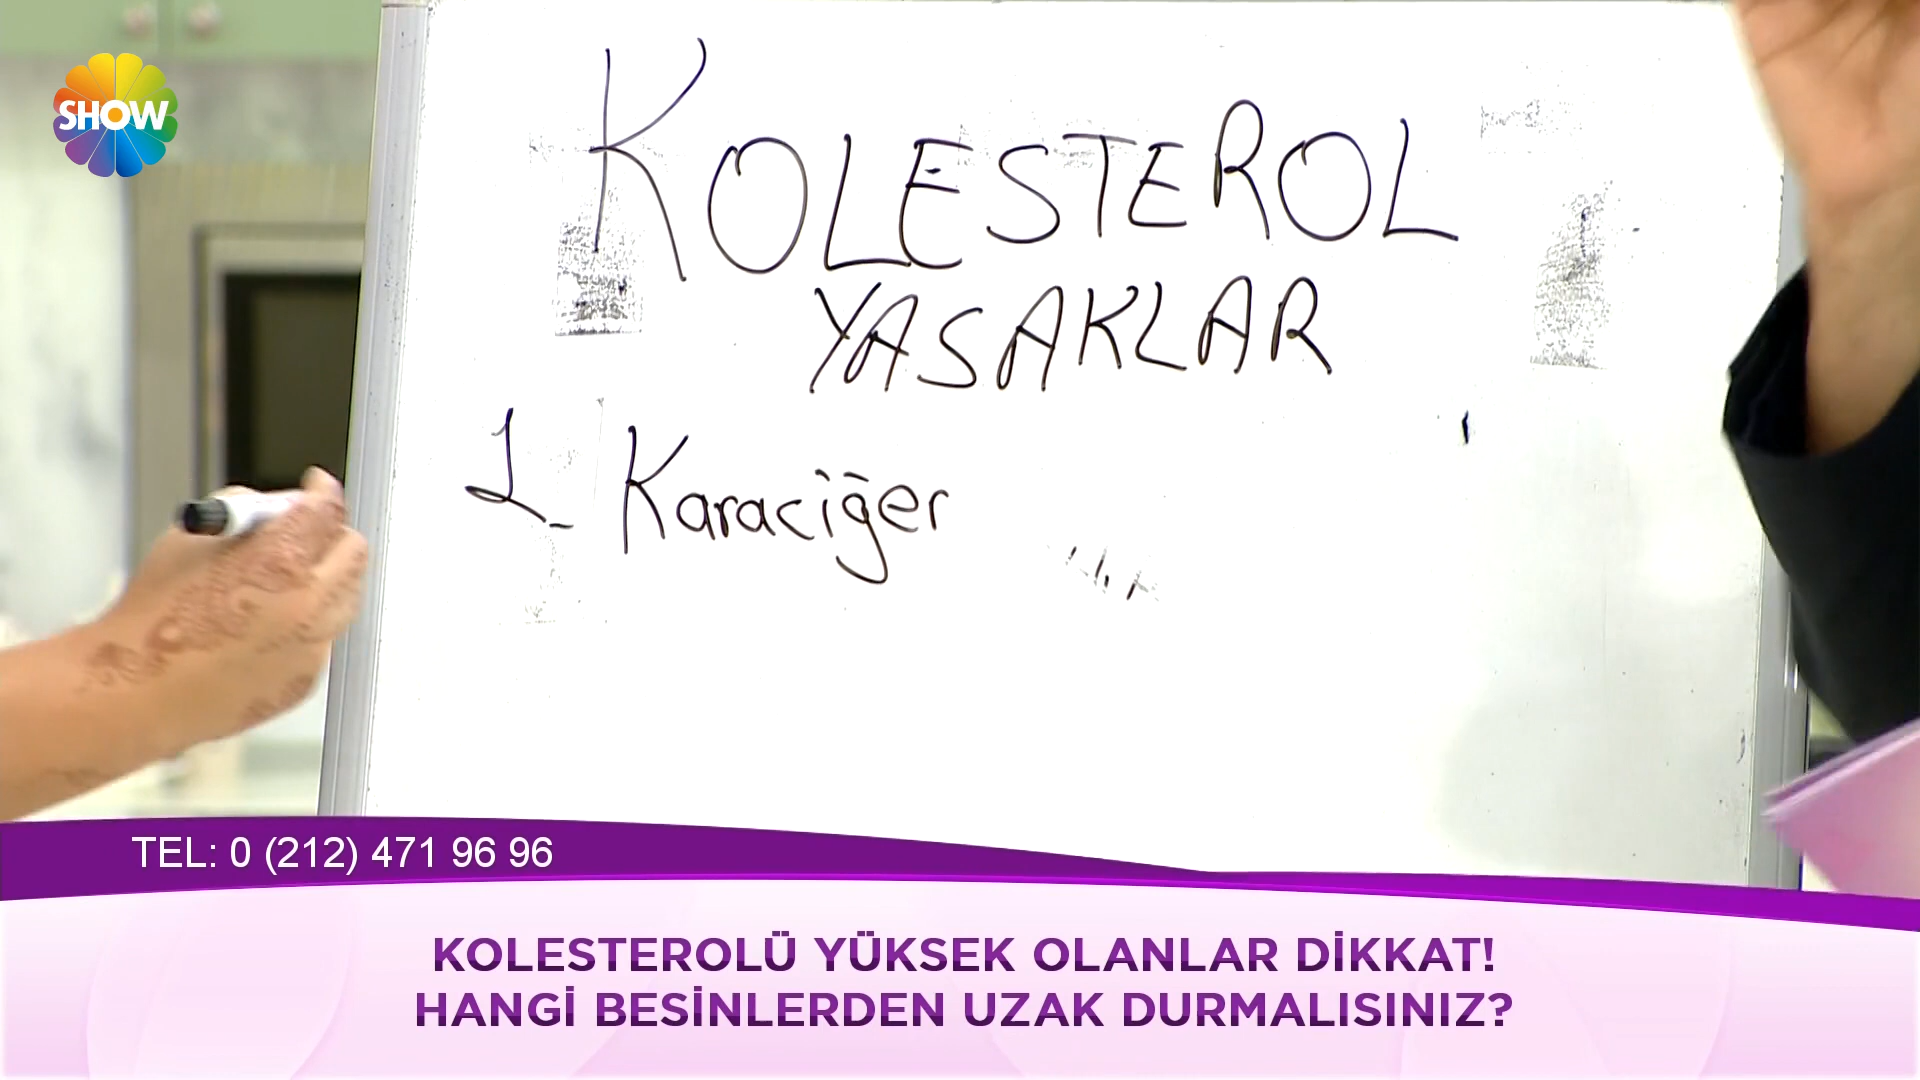 SHOW
KOLESTEROL
YASAKLAR
1- Karaciğer
TEL: 0 (212) 471 96 96
KOLESTEROLÜ YÜKSEK OLANLAR DİKKAT!
HANGİ BESİNLERDEN UZAK DURMALISINIZ?